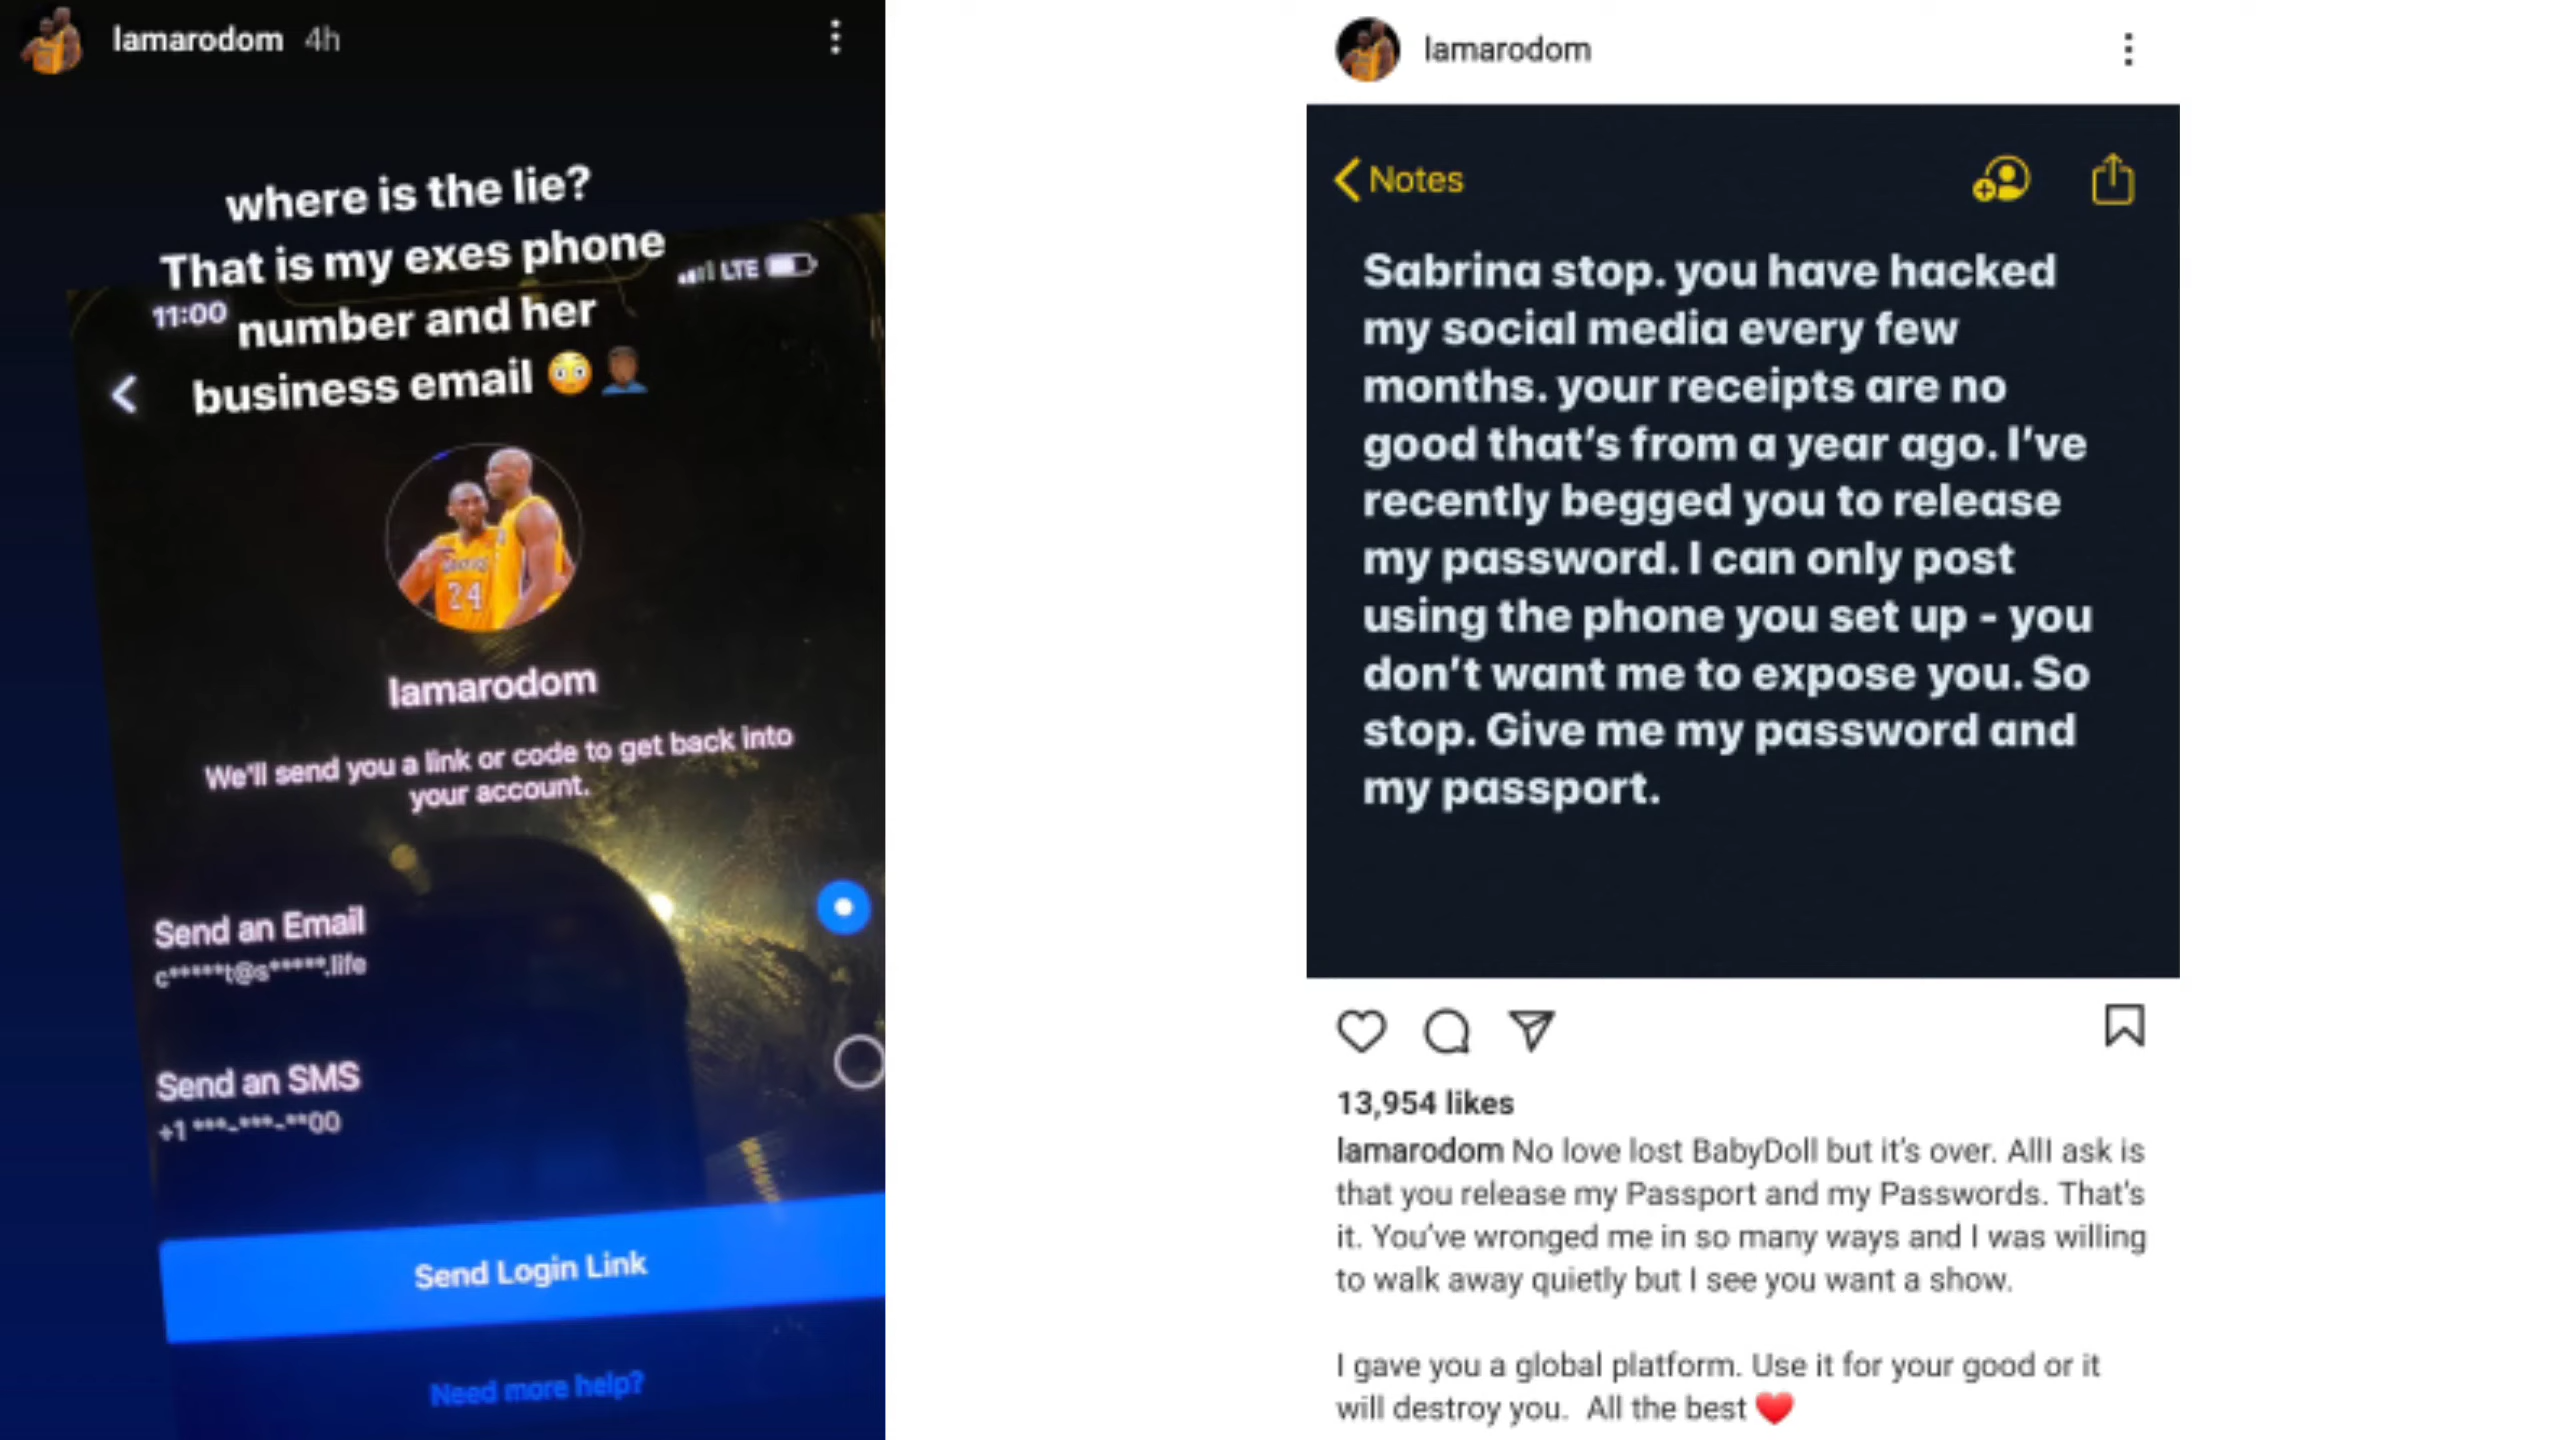 lamarodom 4h
where is the lie?
That is my exes phone
number and her
business email 😳 🤦🏾‍♂️
11:00
LTE
24
lamarodom
We'll send you a link or code to get back into
your account.
Send an Email
c*****t@s*****.life
Send an SMS
+1 ***-***-**00
Send Login Link
Need more help?
lamarodom
Notes
Sabrina stop. you have hacked
my social media every few
months. your receipts are no
good that's from a year ago. I've
recently begged you to release
my password. I can only post
using the phone you set up - you
don't want me to expose you. So
stop. Give me my password and
my passport.
13,954 likes
lamarodom No love lost BabyDoll but it's over. AllI ask is
that you release my Passport and my Passwords. That's
it. You've wronged me in so many ways and I was willing
to walk away quietly but I see you want a show.
I gave you a global platform. Use it for your good or it
will destroy you. All the best ❤️